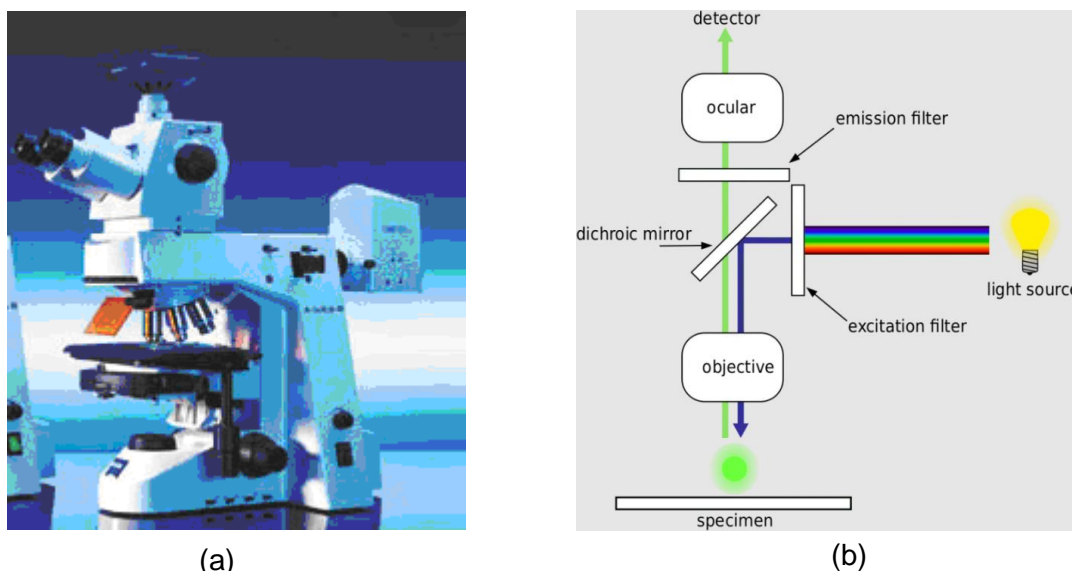 detector
ocular
emission filter
dichroic mirror
light source
excitation filter
objective
specimen
(a)
(b)